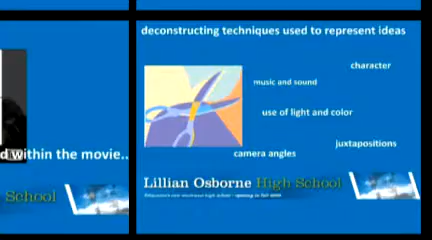 deconstructing techniques used to represent ideas
character
music and sound
use of light and color
juxtapositions
camera angles
d within the movie..
School
Lillian Osborne High School